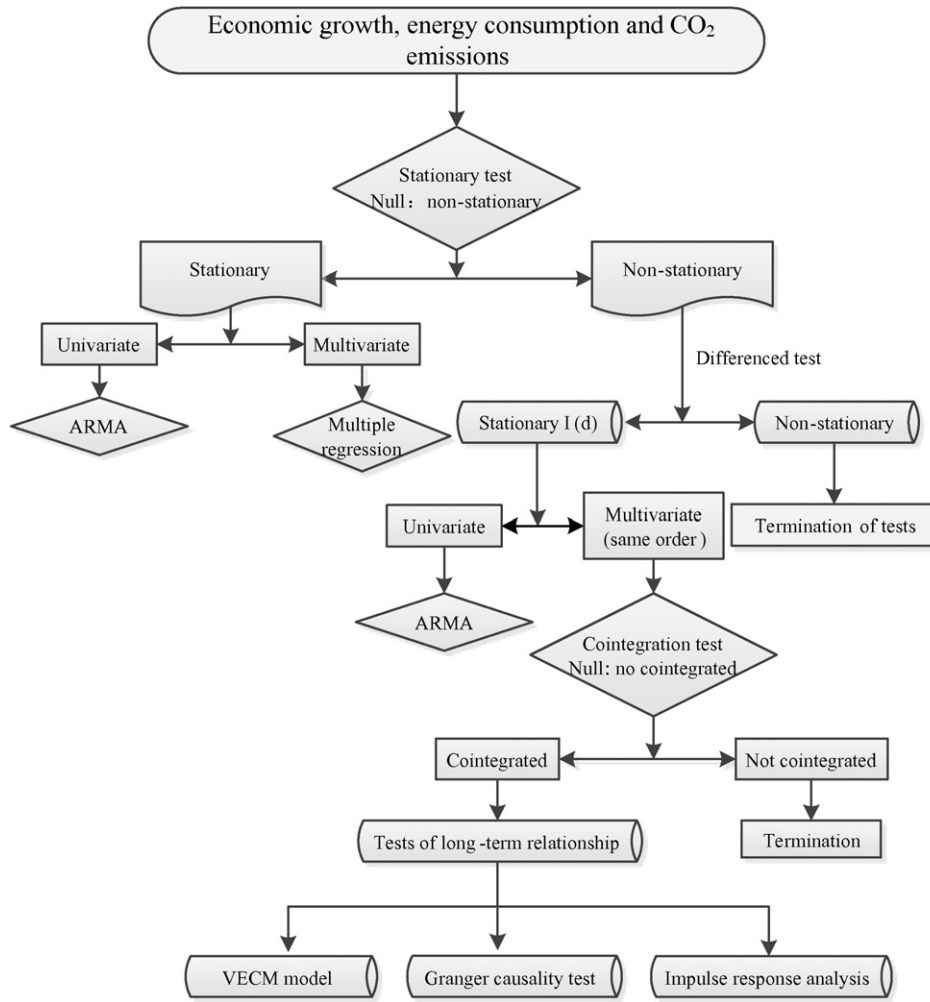 Economic growth, energy consumption and CO₂
emissions
Stationary test
Null： non-stationary
Stationary
Non-stationary
Univariate
Multivariate
Differenced test
ARMA
Multiple
regression
Stationary I (d)
Non-stationary
Univariate
Multivariate
(same order )
Termination of tests
ARMA
Cointegration test
Null: no cointegrated
Cointegrated
Not cointegrated
Tests of long -term relationship
Termination
VECM model
Granger causality test
Impulse response analysis